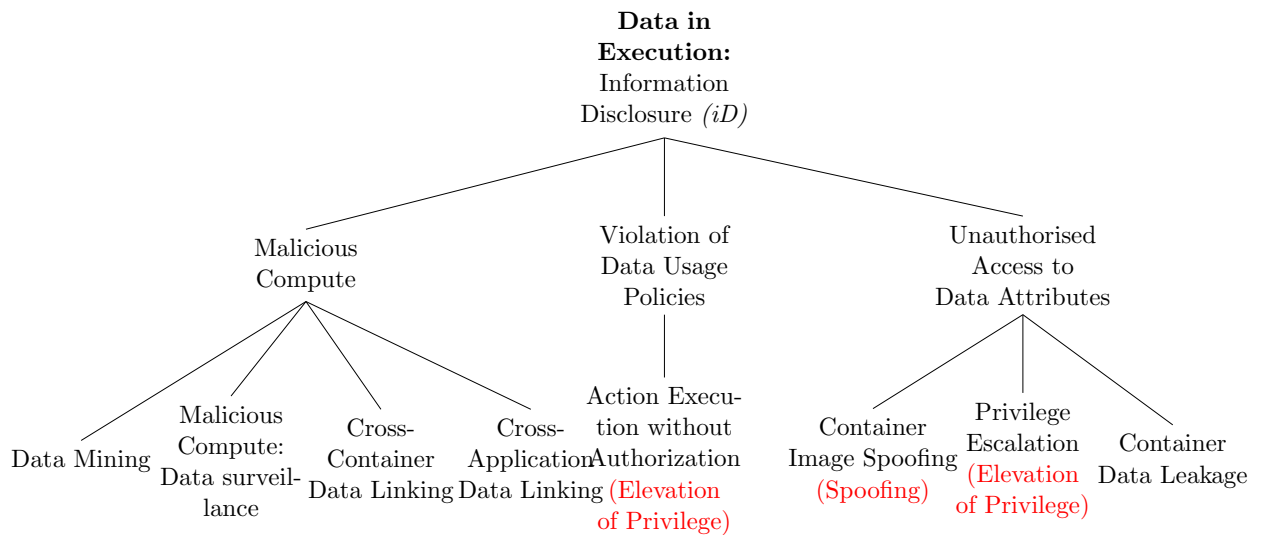 Data in
Execution:
Information
Disclosure (iD)
Malicious
Compute
Violation of
Data Usage
Policies
Unauthorised
Access to
Data Attributes
Data Mining
Malicious
Compute:
Data surveil-
lance
Cross-
Container
Data Linking
Cross-
Application
Data Linking
Action Execu-
tion without
Authorization
(Elevation
of Privilege)
Container
Image Spoofing
(Spoofing)
Privilege
Escalation
(Elevation
of Privilege)
Container
Data Leakage